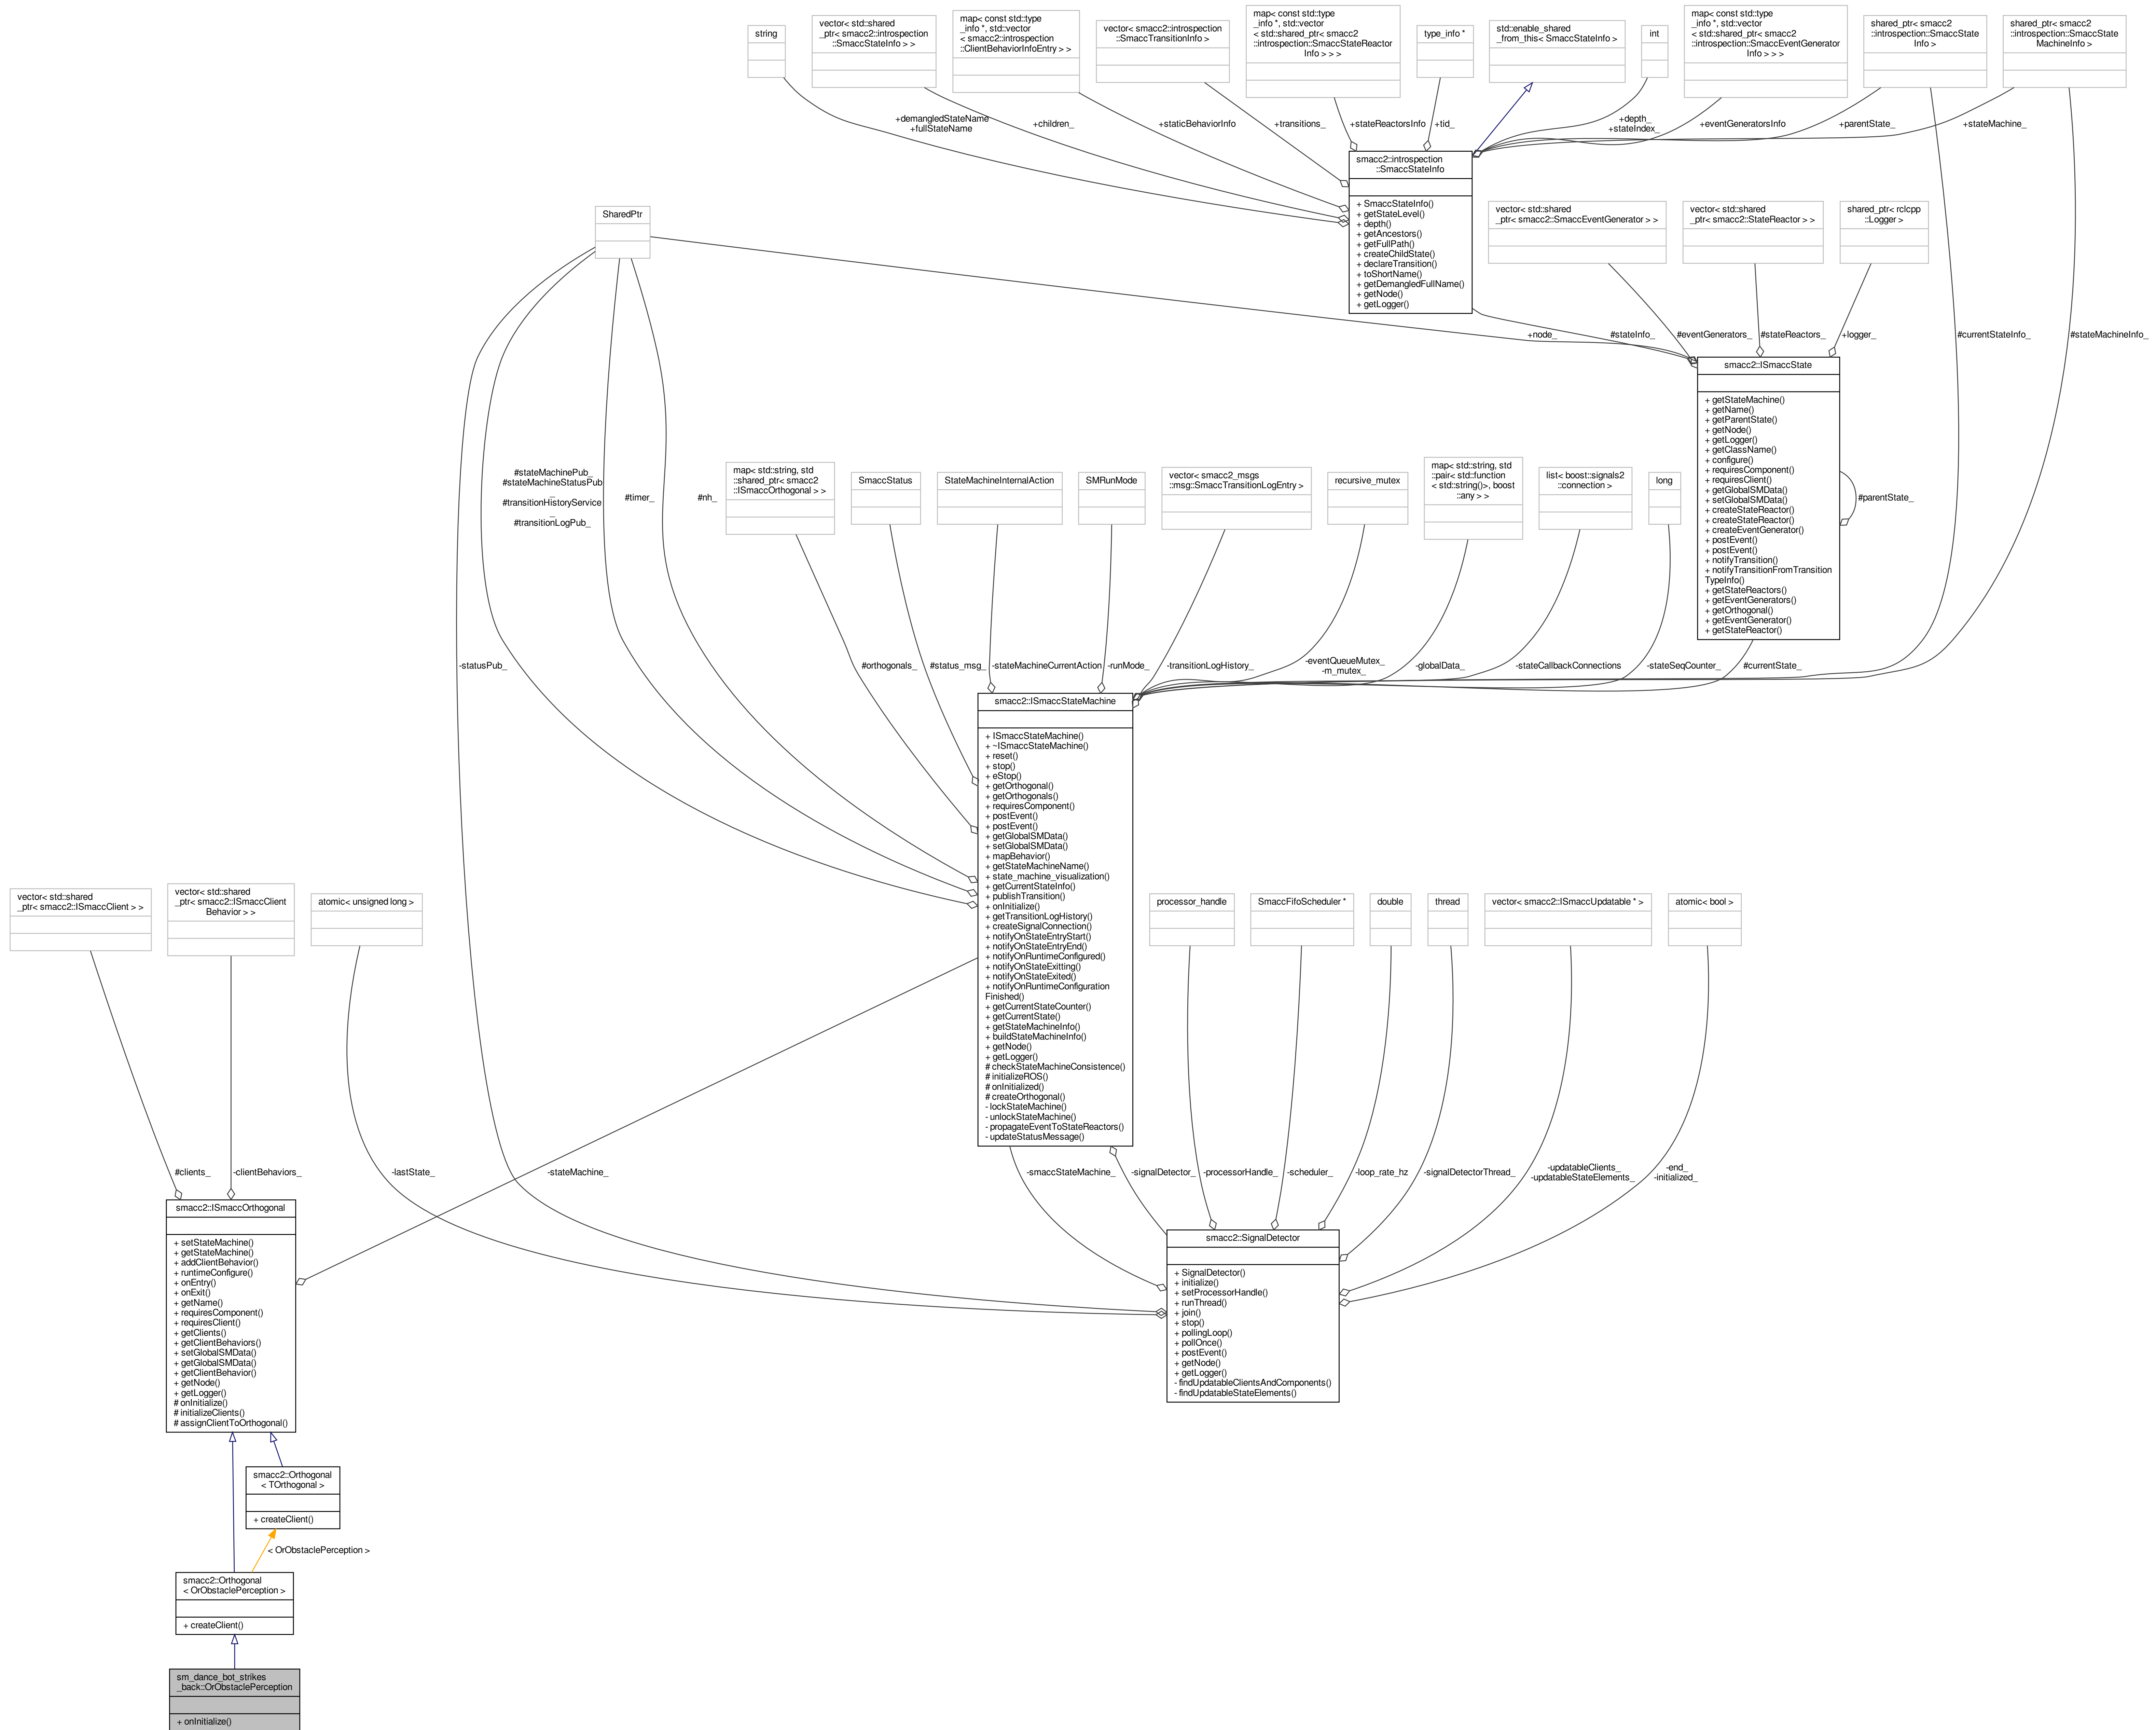 string
vector< std::shared
_ptr< smacc2::introspection
::SmaccStateInfo > >
map< const std::type
_info *, std::vector
< smacc2::introspection
::ClientBehaviorInfoEntry > >
vector< smacc2::introspection
::SmaccTransitionInfo >
map< const std::type
_info *, std::vector
< std::shared_ptr< smacc2
::introspection::SmaccStateReactor
Info > > >
type_info *
std::enable_shared
_from_this< SmaccStateInfo >
int
map< const std::type
_info *, std::vector
< std::shared_ptr< smacc2
::introspection::SmaccEventGenerator
Info > > >
shared_ptr< smacc2
::introspection::SmaccState
Info >
shared_ptr< smacc2
::introspection::SmaccState
MachineInfo >
+demangledStateName
+fullStateName
+children_
+staticBehaviorInfo
+transitions_
+stateReactorsInfo
+tid_
+depth_
+stateIndex_
+eventGeneratorsInfo
+parentState_
+stateMachine_
smacc2::introspection
::SmaccStateInfo
+ SmaccStateInfo()
+ getStateLevel()
+ depth()
+ getAncestors()
+ getFullPath()
+ createChildState()
+ declareTransition()
+ toShortName()
+ getDemangledFullName()
+ getNode()
+ getLogger()
SharedPtr
vector< std::shared
_ptr< smacc2::SmaccEventGenerator > >
vector< std::shared
_ptr< smacc2::StateReactor > >
shared_ptr< rclcpp
::Logger >
+node_
#stateInfo_
#eventGenerators_
#stateReactors_
+logger_
#currentStateInfo_
#stateMachineInfo_
smacc2::ISmaccState
+ getStateMachine()
+ getName()
+ getParentState()
+ getNode()
+ getLogger()
+ getClassName()
+ configure()
+ requiresComponent()
+ requiresClient()
+ getGlobalSMData()
+ setGlobalSMData()
+ createStateReactor()
+ createStateReactor()
+ createEventGenerator()
+ postEvent()
+ postEvent()
+ notifyTransition()
+ notifyTransitionFromTransition
TypeInfo()
+ getStateReactors()
+ getEventGenerators()
+ getOrthogonal()
+ getEventGenerator()
+ getStateReactor()
#parentState_
#stateMachinePub_
#stateMachineStatusPub
_
#transitionHistoryService
_
#transitionLogPub_
#timer_
#nh_
map< std::string, std
::shared_ptr< smacc2
::ISmaccOrthogonal > >
SmaccStatus
StateMachineInternalAction
SMRunMode
vector< smacc2_msgs
::msg::SmaccTransitionLogEntry >
recursive_mutex
map< std::string, std
::pair< std::function
< std::string()>, boost
::any > >
list< boost::signals2
::connection >
long
-statusPub_
#orthogonals_
#status_msg_
-stateMachineCurrentAction
-runMode_
-transitionLogHistory_
-eventQueueMutex_
-m_mutex_
-globalData_
-stateCallbackConnections
-stateSeqCounter_
#currentState_
smacc2::ISmaccStateMachine
+ ISmaccStateMachine()
+ ~ISmaccStateMachine()
+ reset()
+ stop()
+ eStop()
+ getOrthogonal()
+ getOrthogonals()
+ requiresComponent()
+ postEvent()
+ postEvent()
+ getGlobalSMData()
+ setGlobalSMData()
+ mapBehavior()
+ getStateMachineName()
+ state_machine_visualization()
+ getCurrentStateInfo()
+ publishTransition()
+ onInitialize()
+ getTransitionLogHistory()
+ createSignalConnection()
+ notifyOnStateEntryStart()
+ notifyOnStateEntryEnd()
+ notifyOnRuntimeConfigured()
+ notifyOnStateExitting()
+ notifyOnStateExited()
+ notifyOnRuntimeConfiguration
Finished()
+ getCurrentStateCounter()
+ getCurrentState()
+ getStateMachineInfo()
+ buildStateMachineInfo()
+ getNode()
+ getLogger()
# checkStateMachineConsistence()
# initializeROS()
# onInitialized()
# createOrthogonal()
- lockStateMachine()
- unlockStateMachine()
- propagateEventToStateReactors()
- updateStatusMessage()
vector< std::shared
_ptr< smacc2::ISmaccClient > >
vector< std::shared
_ptr< smacc2::ISmaccClient
Behavior > >
atomic< unsigned long >
processor_handle
SmaccFifoScheduler *
double
thread
vector< smacc2::ISmaccUpdatable * >
atomic< bool >
#clients_
-clientBehaviors_
-lastState_
-stateMachine_
-smaccStateMachine_
-signalDetector_
-processorHandle_
-scheduler_
-loop_rate_hz
-signalDetectorThread_
-updatableClients_
-updatableStateElements_
-end_
-initialized_
smacc2::ISmaccOrthogonal
+ setStateMachine()
+ getStateMachine()
+ addClientBehavior()
+ runtimeConfigure()
+ onEntry()
+ onExit()
+ getName()
+ requiresComponent()
+ requiresClient()
+ getClients()
+ getClientBehaviors()
+ setGlobalSMData()
+ getGlobalSMData()
+ getClientBehavior()
+ getNode()
+ getLogger()
# onInitialize()
# initializeClients()
# assignClientToOrthogonal()
smacc2::SignalDetector
+ SignalDetector()
+ initialize()
+ setProcessorHandle()
+ runThread()
+ join()
+ stop()
+ pollingLoop()
+ pollOnce()
+ postEvent()
+ getNode()
+ getLogger()
- findUpdatableClientsAndComponents()
- findUpdatableStateElements()
smacc2::Orthogonal
< TOrthogonal >
+ createClient()
< OrObstaclePerception >
smacc2::Orthogonal
< OrObstaclePerception >
+ createClient()
sm_dance_bot_strikes
_back::OrObstaclePerception
+ onInitialize()